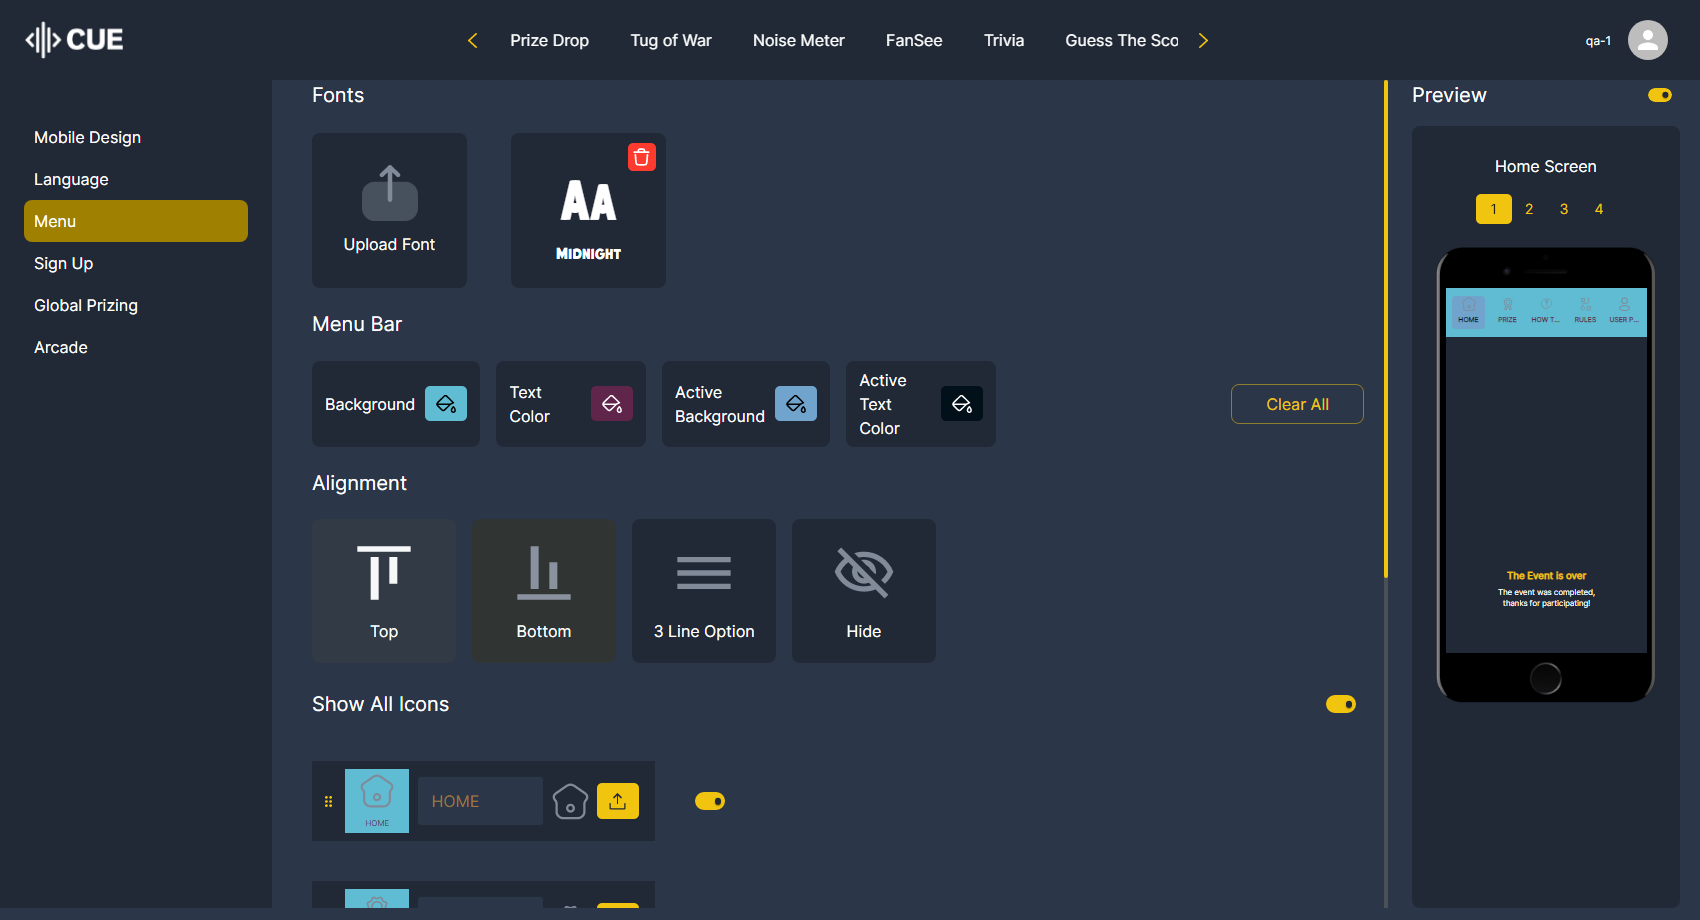 CUE
Prize Drop
Tug of War
Noise Meter
FanSee
Trivia
Guess The Sco
qa-1
Mobile Design
Language
Menu
Sign Up
Global Prizing
Arcade
Fonts
Upload Font
AA
MIDNIGHT
Menu Bar
Background
Text
Color
Active
Background
Active
Text
Color
Clear All
Alignment
Top
Bottom
3 Line Option
Hide
Show All Icons
HOME
HOME
Preview
Home Screen
1 2 3 4
HOME PRIZE HOW T... RULES USER P...
The Event is over
The event was completed,
thanks for participating!